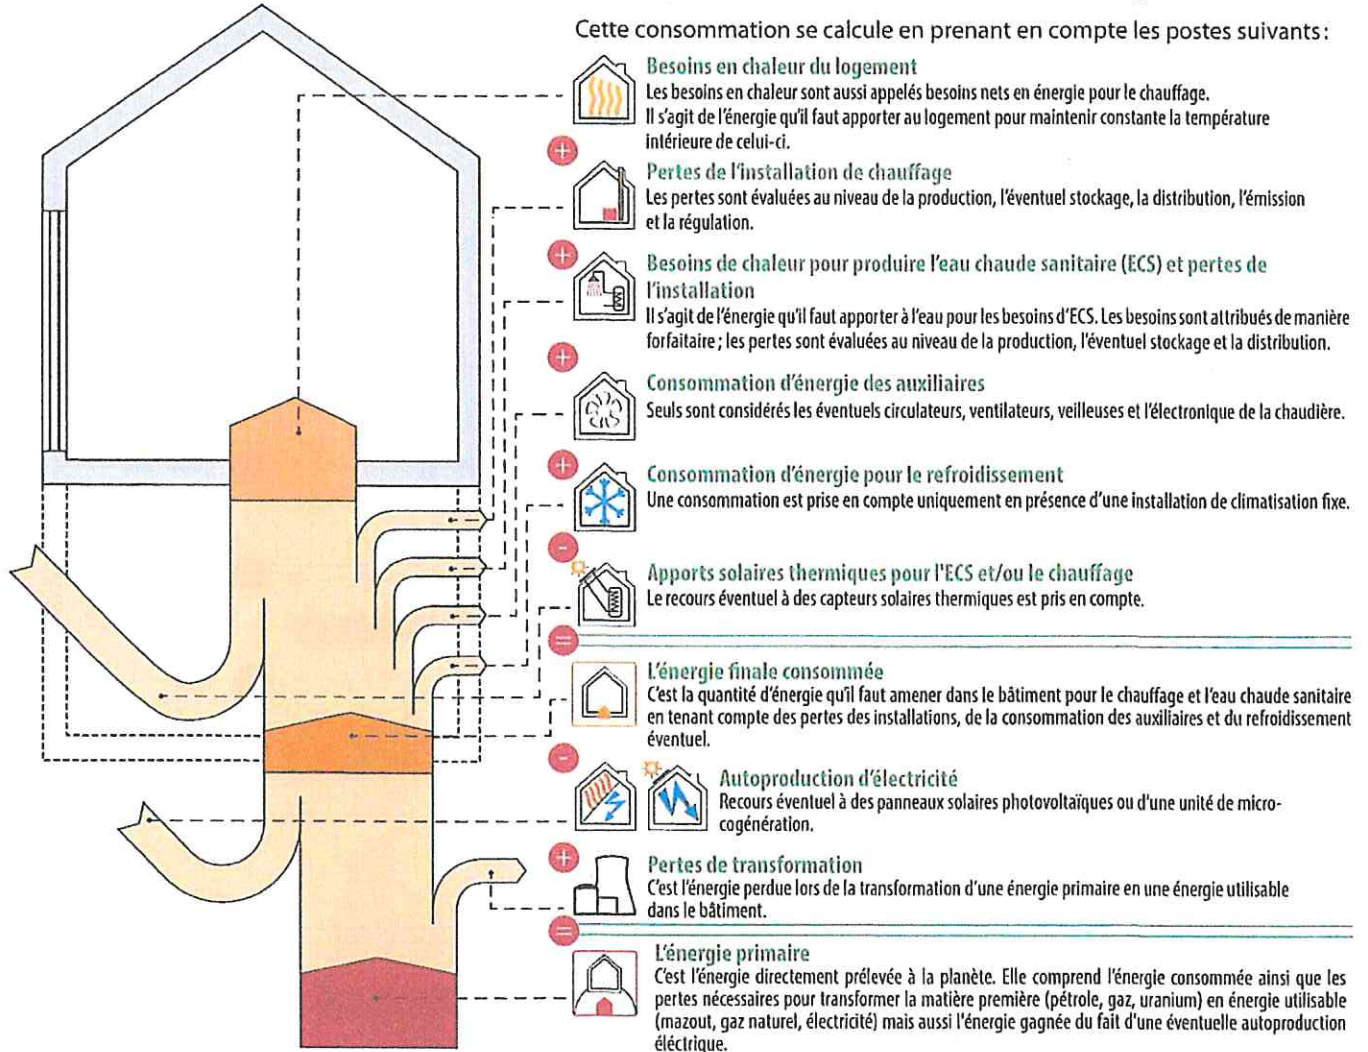 Cette consommation se calcule en prenant en compte les postes suivants :
Besoins en chaleur du logement
Les besoins en chaleur sont aussi appelés besoins nets en énergie pour le chauffage.
Il s'agit de l'énergie qu'il faut apporter au logement pour maintenir constante la température
intérieure de celui-ci.
+
Pertes de l'installation de chauffage
Les pertes sont évaluées au niveau de la production, l'éventuel stockage, la distribution, l'émission
et la régulation.
+
Besoins de chaleur pour produire l'eau chaude sanitaire (ECS) et pertes de
l'installation
Il s'agit de l'énergie qu'il faut apporter à l'eau pour les besoins d'ECS. Les besoins sont attribués de manière
forfaitaire ; les pertes sont évaluées au niveau de la production, l'éventuel stockage et la distribution.
+
Consommation d'énergie des auxiliaires
Seuls sont considérés les éventuels circulateurs, ventilateurs, veilleuses et l'électronique de la chaudière.
+
Consommation d'énergie pour le refroidissement
Une consommation est prise en compte uniquement en présence d'une installation de climatisation fixe.
-
Apports solaires thermiques pour l'ECS et/ou le chauffage
Le recours éventuel à des capteurs solaires thermiques est pris en compte.
=
L'énergie finale consommée
C'est la quantité d'énergie qu'il faut amener dans le bâtiment pour le chauffage et l'eau chaude sanitaire
en tenant compte des pertes des installations, de la consommation des auxiliaires et du refroidissement
éventuel.
-
Autoproduction d'électricité
Recours éventuel à des panneaux solaires photovoltaïques ou d'une unité de micro-
cogénération.
+
Pertes de transformation
C'est l'énergie perdue lors de la transformation d'une énergie primaire en une énergie utilisable
dans le bâtiment.
=
L'énergie primaire
C'est l'énergie directement prélevée à la planète. Elle comprend l'énergie consommée ainsi que les
pertes nécessaires pour transformer la matière première (pétrole, gaz, uranium) en énergie utilisable
(mazout, gaz naturel, électricité) mais aussi l'énergie gagnée du fait d'une éventuelle autoproduction
éléctrique.